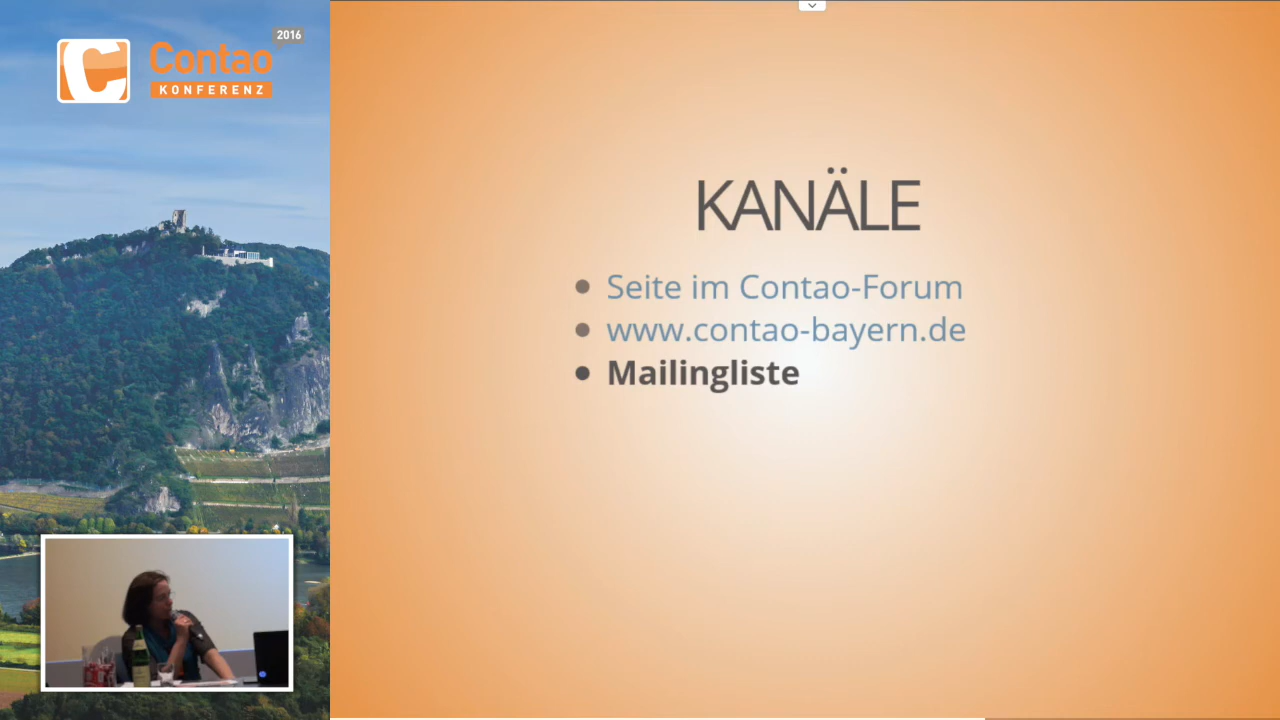 2016
Contao
KONFERENZ
KANÄLE
Seite im Contao-Forum
www.contao-bayern.de
Mailingliste